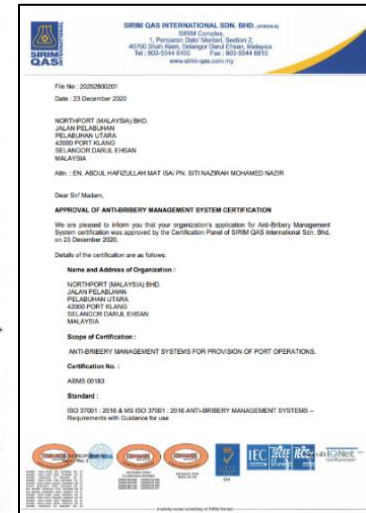 SIRIM QAS INTERNATIONAL SDN. BHD.
SIRIM Complex,
1, Persiaran Dato' Menteri, Section 2,
40700 Shah Alam, Selangor Darul Ehsan, Malaysia
www.sirim-qas.com.my
SIRIM
QAS
INTERNATIONAL
File No : 20202800201
Date : 23 December 2020
NORTHPORT (MALAYSIA) BHD.
JALAN PELABUHAN
PELABUHAN UTARA
42000 PORT KLANG
SELANGOR DARUL EHSAN
MALAYSIA
Attn. : EN. ABDUL HAFIZULLAH MAT ISA/ PN. SITI NAZIRAH MOHAMED NAZIR
Dear Sir/ Madam,
APPROVAL OF ANTI-BRIBERY MANAGEMENT SYSTEM CERTIFICATION
We are pleased to inform you that your organization's application for Anti-Bribery Management
System certification was approved by the Certification Panel of SIRIM QAS International Sdn. Bhd.
on 23 December 2020.
Details of the certification are as follows:
Name and Address of Organization :
NORTHPORT (MALAYSIA) BHD.
JALAN PELABUHAN
PELABUHAN UTARA
42000 PORT KLANG
SELANGOR DARUL EHSAN
MALAYSIA
Scope of Certification :
ANTI-BRIBERY MANAGEMENT SYSTEMS FOR PROVISION OF PORT OPERATIONS.
Certification No. :
ABMS 00183
Standard :
ISO 37001 : 2016 & MS ISO 37001 : 2016 ANTI-BRIBERY MANAGEMENT SYSTEMS –
Requirements with Guidance for use
IEC
IECEE
IQNet